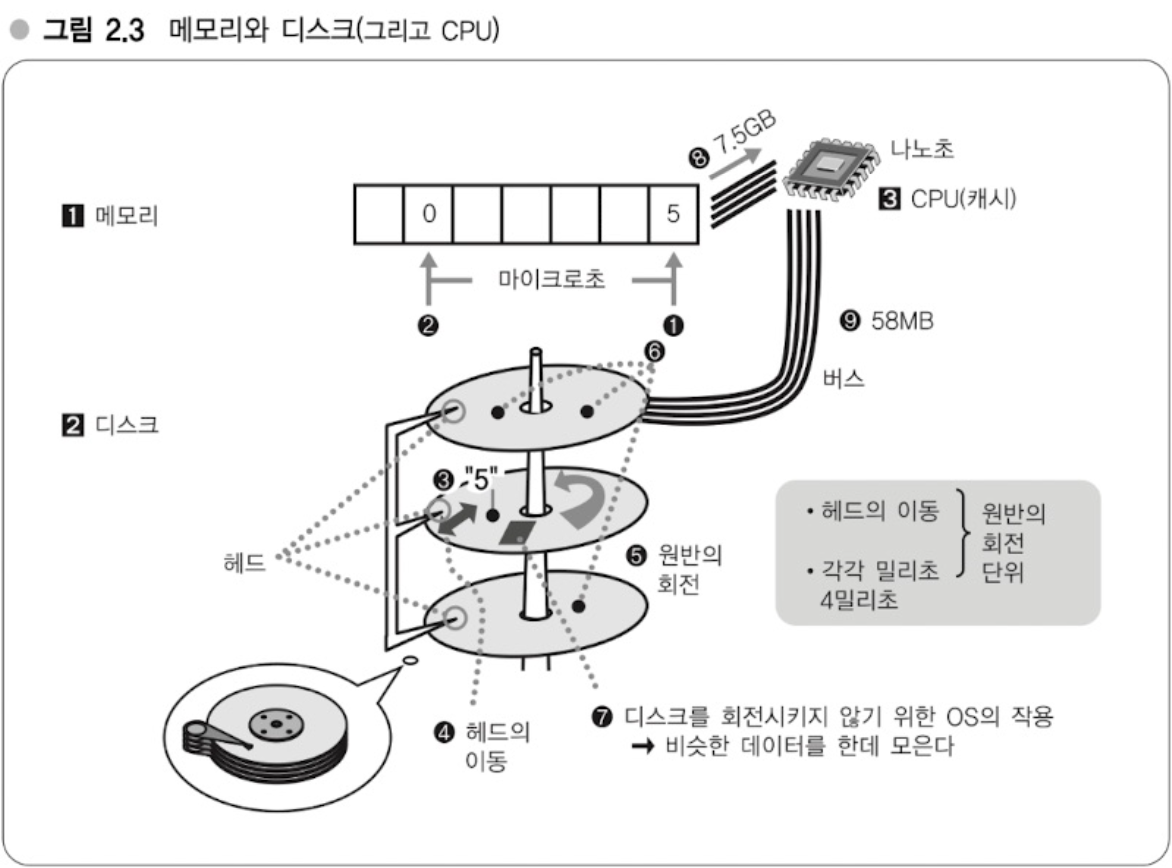 ● 그림 2.3 메모리와 디스크(그리고 CPU)
❽ 7.5GB
나노초
3 CPU(캐시)
1 메모리
0
5
마이크로초
❷
❶
❾ 58MB
❻
버스
2 디스크
❸ "5"
헤드
❺ 원반의
회전
• 헤드의 이동
• 각각 밀리초
4밀리초
원반의
회전
단위
❹ 헤드의
이동
❼ 디스크를 회전시키지 않기 위한 OS의 작용
➞ 비슷한 데이터를 한데 모은다